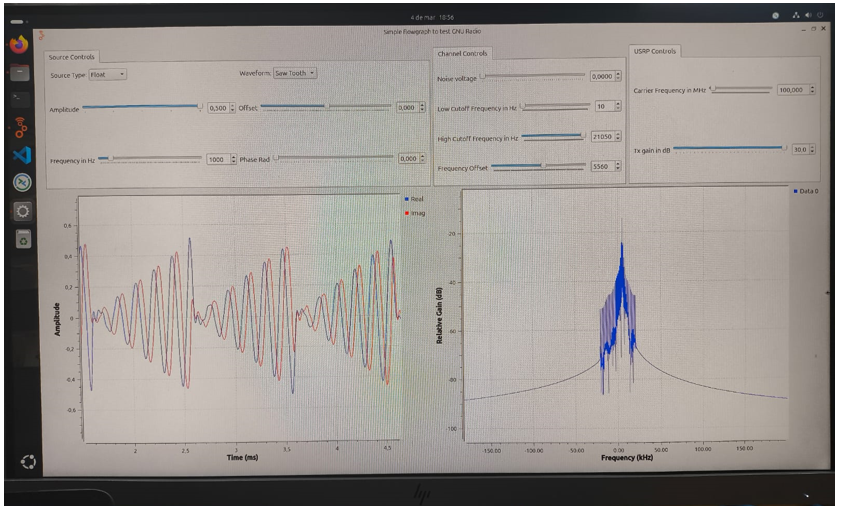 4 de mar 18:56
Simple flowgraph to test GNU Radio
Source Controls
Source Type Float
Waveform: Saw Tooth
Amplitude 0,500
Offset: 0,000
Frequency in Hz 1000
Phase Rad 0,000
Channel Controls
Noise voltage 0,0000
Low Cutoff Frequency in Hz 10
High Cutoff Frequency in Hz 21050
Frequency Offset 5560
USRP Controls
Carrier Frequency in MHz 100,000
Tx gain in dB 30.0
Real
Imag
Amplitude
0,6
0,4
0,2
0
-0,2
-0,4
-0,6
2
2,5
3
3,5
4
4,5
Time (ms)
Data 0
Relative Gain (dB)
-20
-40
-60
-80
-100
-150.00
-100.00
-50.00
0.00
50.00
100.00
150.00
Frequency (kHz)
hp